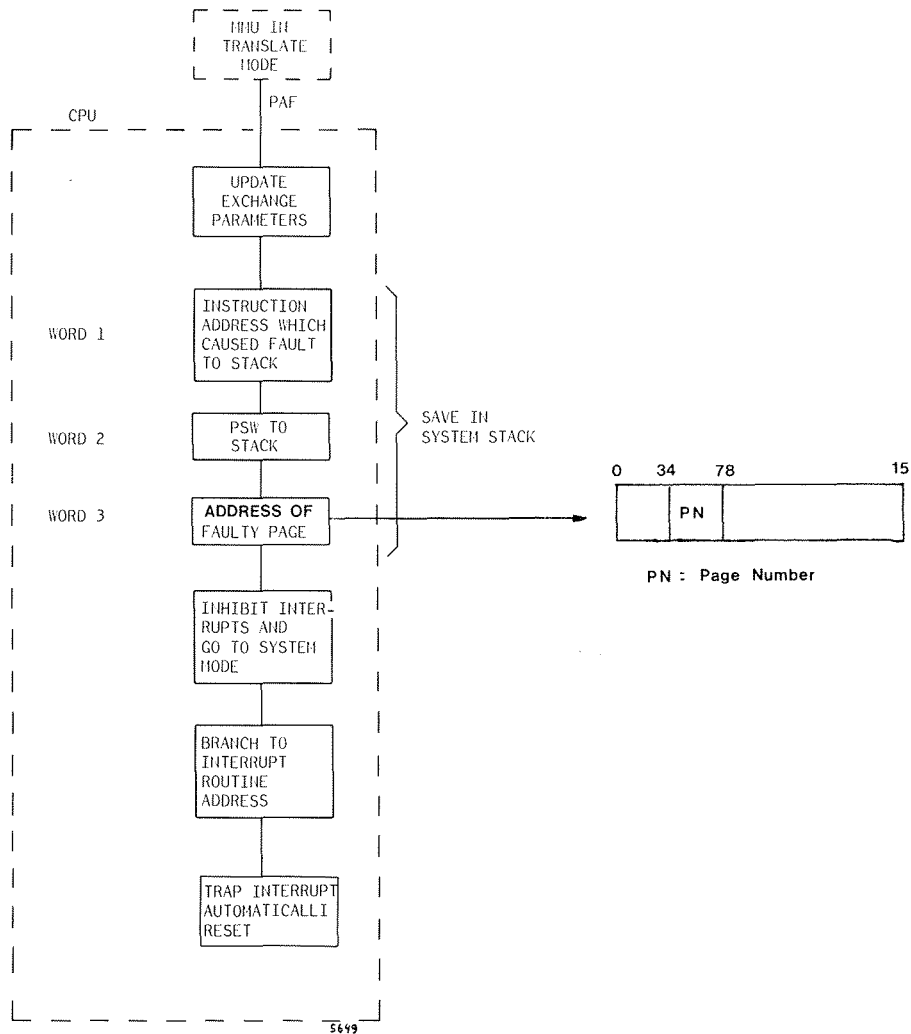 MMU IN
TRANSLATE
MODE
PAF
CPU
UPDATE
EXCHANGE
PARAMETERS
WORD 1
INSTRUCTION
ADDRESS WHICH
CAUSED FAULT
TO STACK
WORD 2
PSW TO
STACK
SAVE IN
SYSTEM STACK
WORD 3
ADDRESS OF
FAULTY PAGE
0 34 78 15
PN
PN : Page Number
INHIBIT INTER-
RUPTS AND
GO TO SYSTEM
MODE
BRANCH TO
INTERRUPT
ROUTINE
ADDRESS
TRAP INTERRUPT
AUTOMATICALLI
RESET
5649